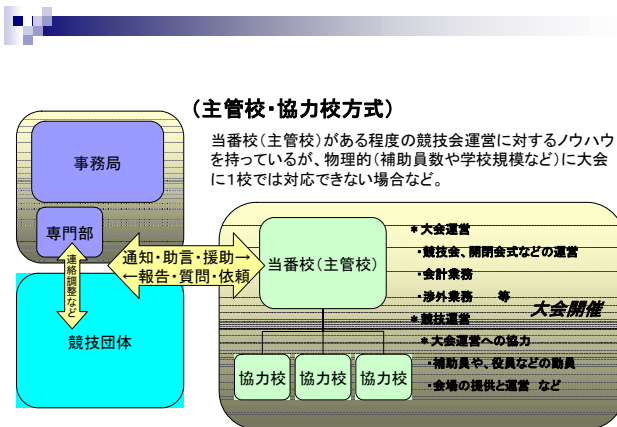 （主管校・協力校方式）
当番校（主管校）がある程度の競技会運営に対するノウハウ
を持っているが、物理的（補助員数や学校規模など）に大会
に１校では対応できない場合など。
事務局
専門部
連絡調整など
通知・助言・援助→
←報告・質問・依頼
競技団体
当番校（主管校）
協力校
協力校
協力校
＊大会運営
・競技会、開閉会式などの運営
・会計業務
・渉外業務　等
大会開催
＊競技運営
＊大会運営への協力
・補助員や、役員などの動員
・会場の提供と運営 など